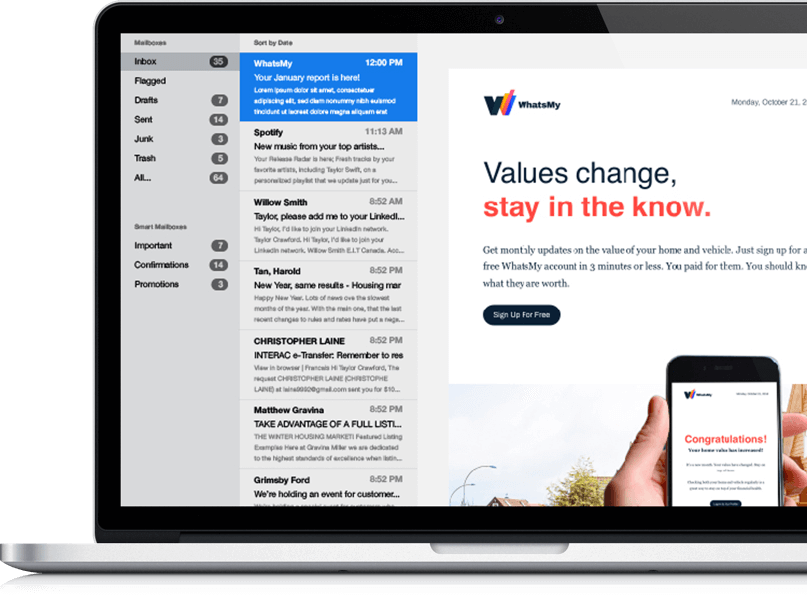 Mailboxes
Inbox 35
Flagged
Drafts 7
Sent 14
Junk 3
Trash 5
All... 64
Smart Mailboxes
Important 7
Confirmations 14
Promotions 3
Sort by Date
WhatsMy 12:00 PM
Your January report is here!
Lorem ipsum dolor sit amet, consectetuer
adipiscing elit, sed diam nonummy nibh euismod
tincidunt ut laoreet dolore magna aliquam erat
Spotify 11:13 AM
New music from your top artists...
Your Release Radar is here; Fresh tracks by your
favorite artists, including Taylor Swift, on a
personalized playlist that we update just for you...
Willow Smith 8:52 AM
Taylor, please add me to your LinkedI...
Hi Taylor, I'd like to join your LinkedIn network.
Taylor Crawford. Hi Taylor, I'd like to join your
LinkedIn network. Willow Smith E.I.T Canada. Acc...
Tan, Harold 8:52 PM
New Year, same results - Housing mar
Happy New Year. Lots of news ove the slowest
months of the year. With the main one, that the last
recent changes to rules and rates have put a nega...
CHRISTOPHER LAINE 8:52 PM
INTERAC e-Transfer: Remember to res
View in browser | Francais Hi Taylor Crawford, The
request CHRISTOPHER LAINE (CHRISTOPHE
LAINE) at laine9992@gmail.com sent you for $10...
Matthew Gravina 8:52 PM
TAKE ADVANTAGE OF A FULL LISTI...
THE WINTER HOUSING MARKET! Featured Listing
Examples Here at Gravina Miller we are dedicated
to the highest standards of excellence when listin...
Grimsby Ford 8:52 PM
We're holding an event for customer...
WhatsMy
Monday, October 21, 2
Values change,
stay in the know.
Get monthly updates on the value of your home and vehicle. Just sign up for a
free WhatsMy account in 3 minutes or less. You paid for them. You should kn
what they are worth.
Sign Up For Free
WhatsMy
Congratulations!
Your home value has increased!